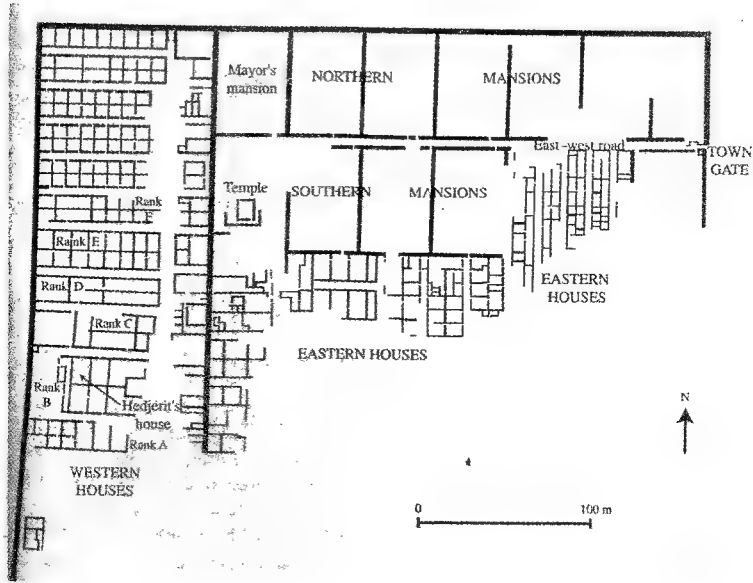 Mayor's
mansion
NORTHERN
MANSIONS
East-west road
TOWN
GATE
Temple
SOUTHERN
MANSIONS
Rank
F
Rank E
Rank D
Rank C
Rank
B
Hedjerit's
house
Rank A
EASTERN
HOUSES
EASTERN HOUSES
WESTERN
HOUSES
N
0
100 m